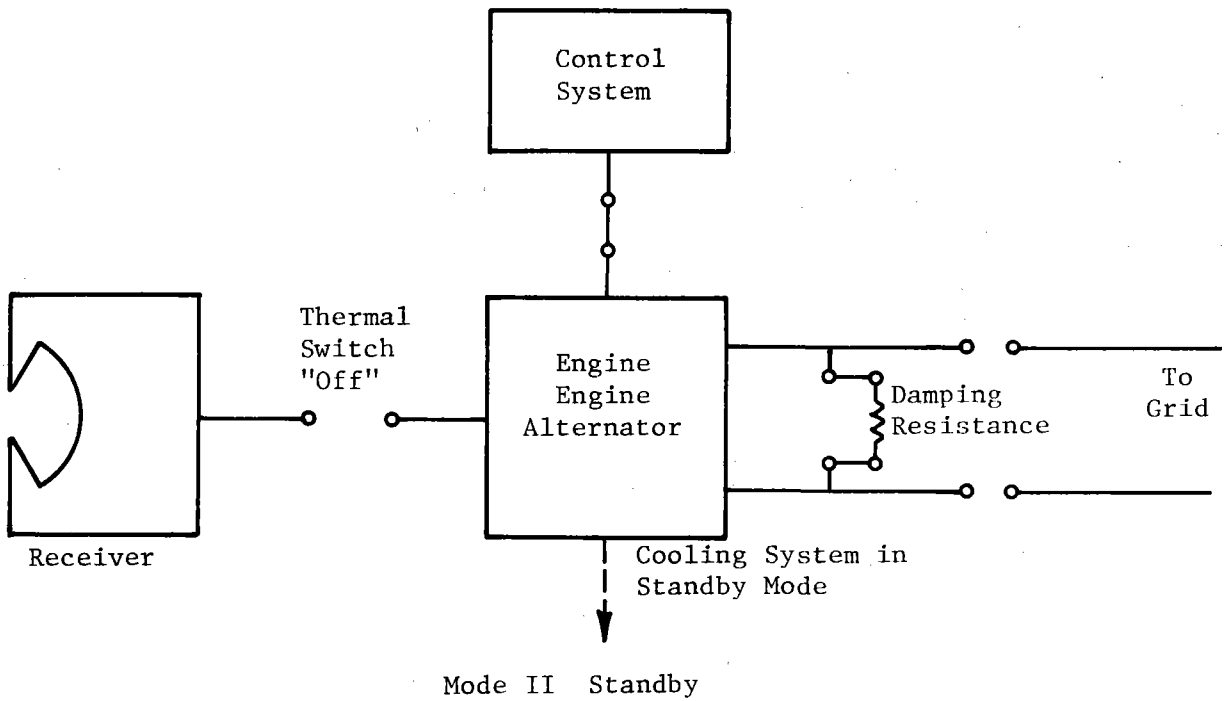 Control
System
Thermal
Switch
"Off"
Engine
Engine
Alternator
Damping
Resistance
To
Grid
Receiver
Cooling System in
Standby Mode
Mode II Standby